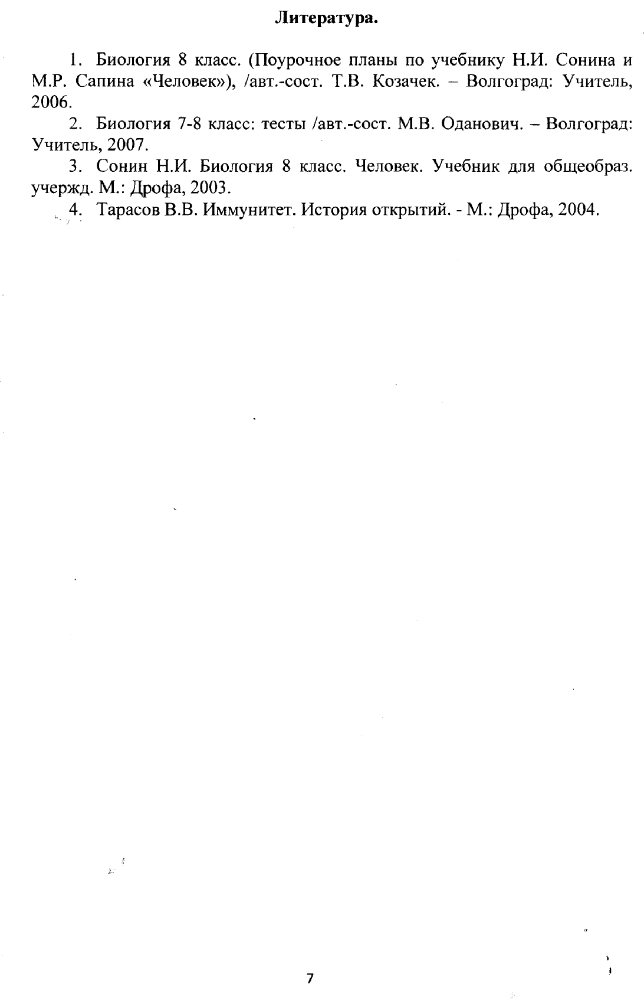 Литература.
1. Биология 8 класс. (Поурочное планы по учебнику Н.И. Сонина и
М.Р. Сапина «Человек»), /авт.-сост. Т.В. Козачек. – Волгоград: Учитель,
2006.
2. Биология 7-8 класс: тесты /авт.-сост. М.В. Оданович. – Волгоград:
Учитель, 2007.
3. Сонин Н.И. Биология 8 класс. Человек. Учебник для общеобраз.
учержд. М.: Дрофа, 2003.
4. Тарасов В.В. Иммунитет. История открытий. - М.: Дрофа, 2004.
7